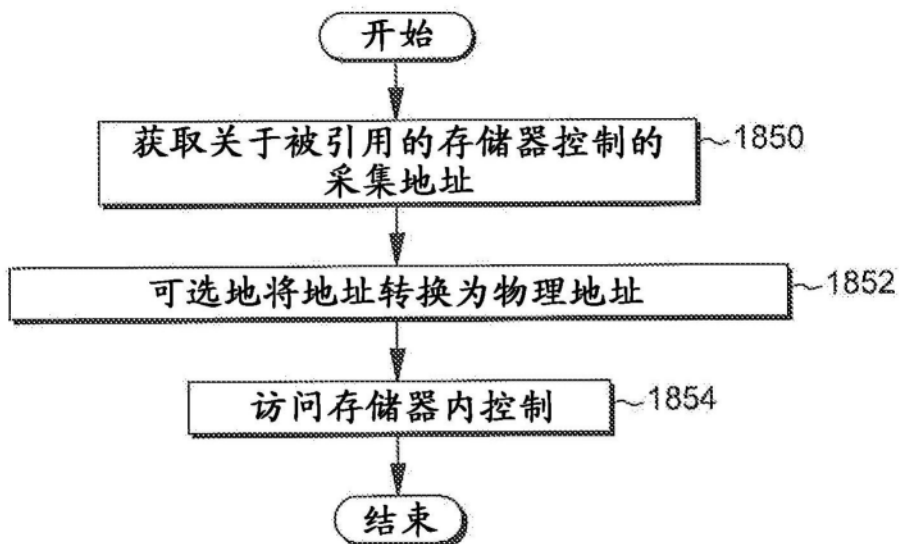 开始
获取关于被引用的存储器控制的
采集地址
1850
可选地将地址转换为物理地址
1852
访问存储器内控制
1854
结束